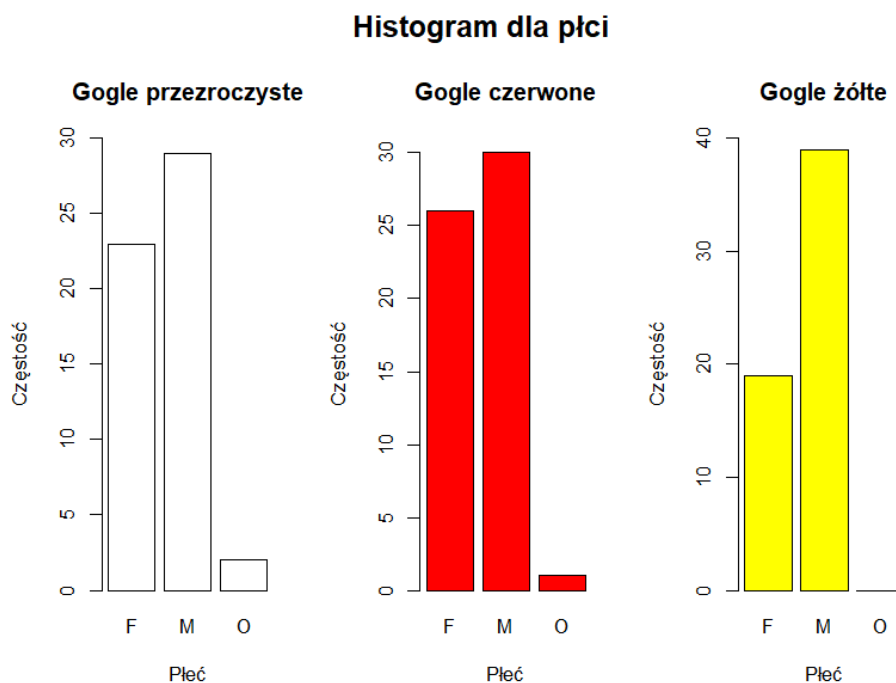 Histogram dla płci
Gogle przezroczyste
30
25
20
15
10
5
0
Częstość
F M O
Płeć
Gogle czerwone
30
25
20
15
10
5
0
Częstość
F M O
Płeć
Gogle żółte
40
30
20
10
0
Częstość
F M O
Płeć